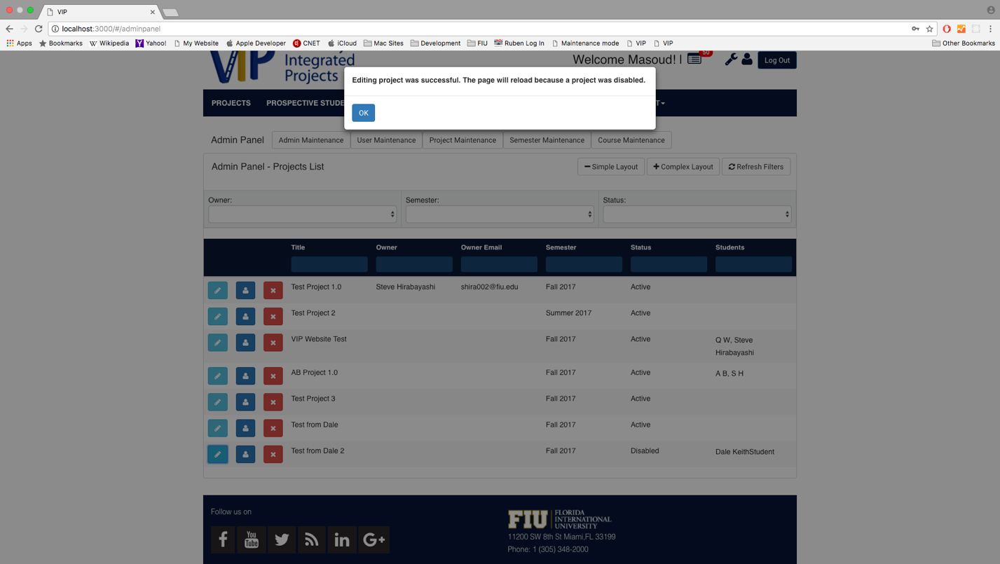 VIP
localhost:3000/#/adminpanel
Apps Bookmarks Wikipedia Yahoo! My Website Apple Developer CNET iCloud Mac Sites Development FIU Ruben Log In Maintenance mode VIP VIP Other Bookmarks
VIP
Integrated
Projects
Welcome Masoud! | 50 Log Out
Editing project was successful. The page will reload because a project was disabled.
OK
PROJECTS PROSPECTIVE STUDE T
Admin Panel Admin Maintenance User Maintenance Project Maintenance Semester Maintenance Course Maintenance
Admin Panel - Projects List Simple Layout Complex Layout Refresh Filters
Owner: Semester: Status:
Title Owner Owner Email Semester Status Students
Test Project 1.0 Steve Hirabayashi shira002@fiu.edu Fall 2017 Active
Test Project 2 Summer 2017 Active
VIP Website Test Fall 2017 Active Q W, Steve
Hirabayashi
AB Project 1.0 Fall 2017 Active A B, S H
Test Project 3 Fall 2017 Active
Test from Dale Fall 2017 Active
Test from Dale 2 Fall 2017 Disabled Dale KeithStudent
Follow us on
You
Tube
G+
FIU FLORIDA
INTERNATIONAL
UNIVERSITY
11200 SW 8th St Miami,FL 33199
Phone: 1 (305) 348-2000